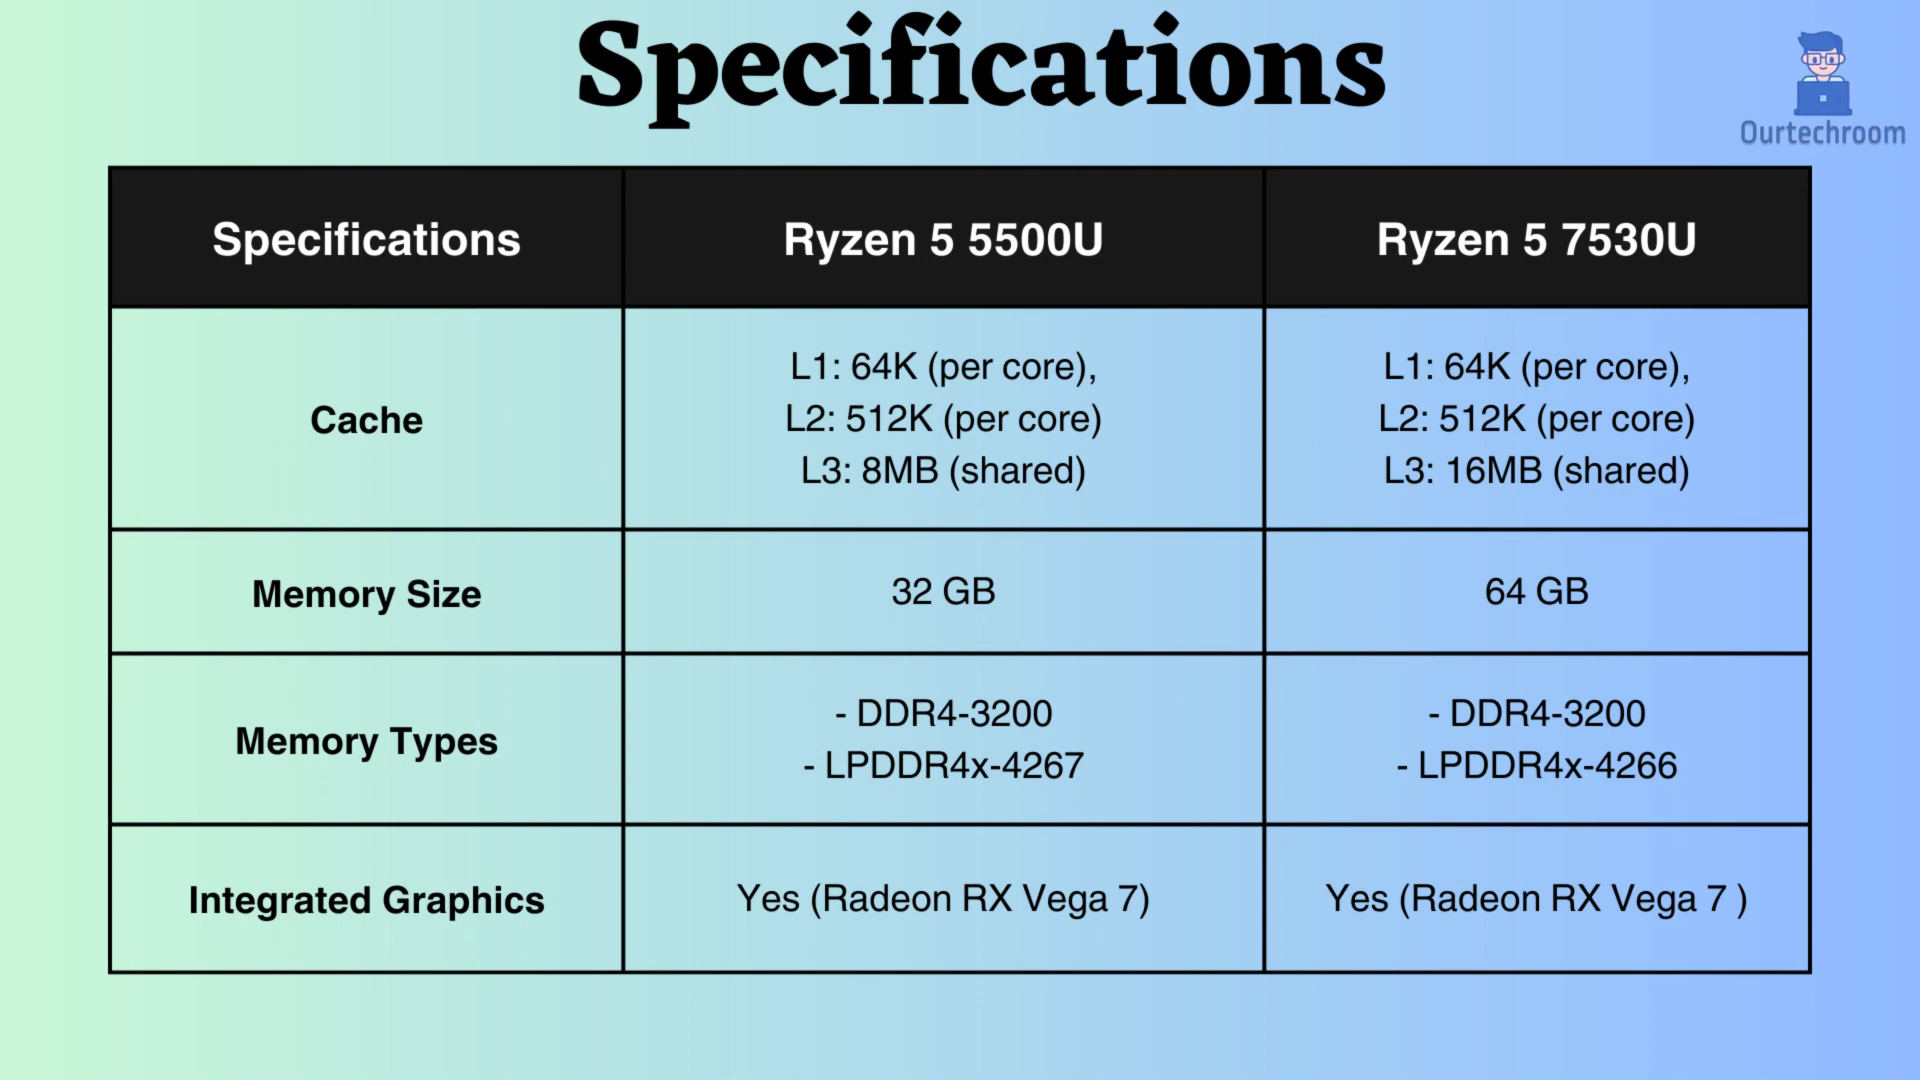 Specifications
Ourtechroom
Specifications
Ryzen 5 5500U
Ryzen 5 7530U
Cache
L1: 64K (per core),
L2: 512K (per core)
L3: 8MB (shared)
L1: 64K (per core),
L2: 512K (per core)
L3: 16MB (shared)
Memory Size
32 GB
64 GB
Memory Types
- DDR4-3200
- LPDDR4x-4267
- DDR4-3200
- LPDDR4x-4266
Integrated Graphics
Yes (Radeon RX Vega 7)
Yes (Radeon RX Vega 7 )